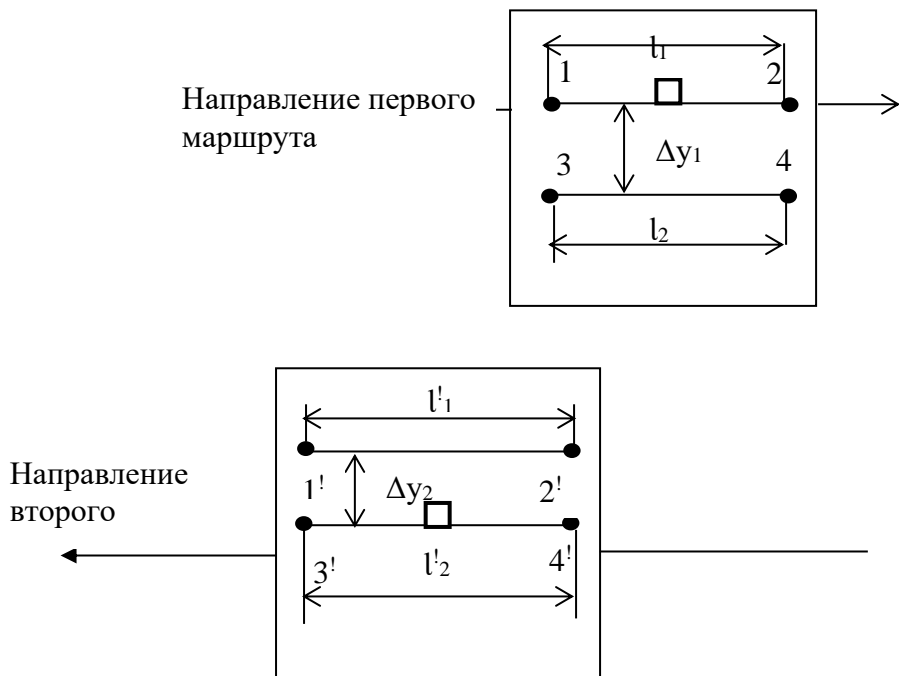 l₁
1 2
Направление первого
маршрута
Δy₁
3 4
l₂
l!₁
Направление
второго
1! Δy₂ 2!
3! l!₂ 4!